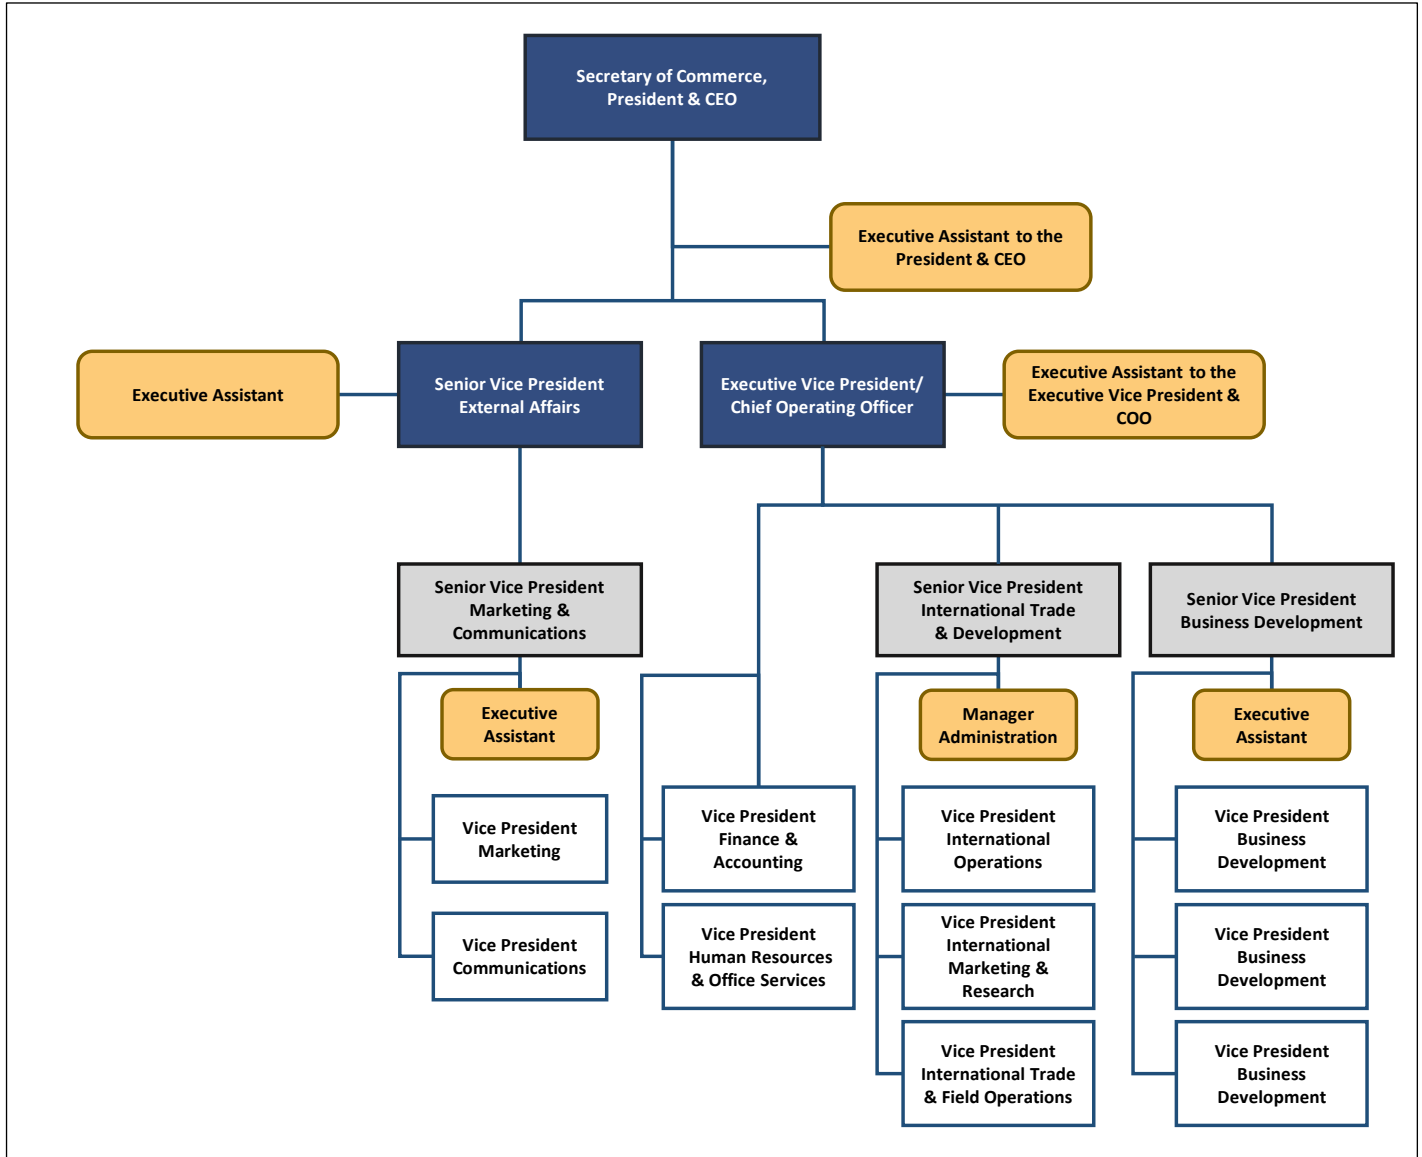 Secretary of Commerce,
President & CEO
Executive Assistant to the
President & CEO
Executive Assistant
Senior Vice President
External Affairs
Executive Vice President/
Chief Operating Officer
Executive Assistant to the
Executive Vice President &
COO
Senior Vice President
Marketing &
Communications
Senior Vice President
International Trade
& Development
Senior Vice President
Business Development
Executive
Assistant
Manager
Administration
Executive
Assistant
Vice President
Marketing
Vice President
Finance &
Accounting
Vice President
International
Operations
Vice President
Business
Development
Vice President
Communications
Vice President
Human Resources
& Office Services
Vice President
International
Marketing &
Research
Vice President
Business
Development
Vice President
International Trade
& Field Operations
Vice President
Business
Development